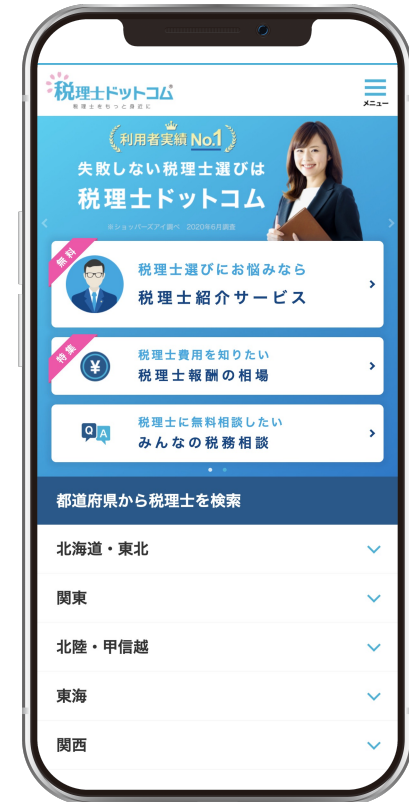 税理士ドットコム
税理士をもっと身近に
メニュー
利用者実績 No.1
失敗しない税理士選びは
税理士ドットコム
※ショッパーズアイ調べ 2020年6月調査
無料
税理士選びにお悩みなら
税理士紹介サービス
特集
¥
税理士費用を知りたい
税理士報酬の相場
Q A
税理士に無料相談したい
みんなの税務相談
都道府県から税理士を検索
北海道・東北
関東
北陸・甲信越
東海
関西